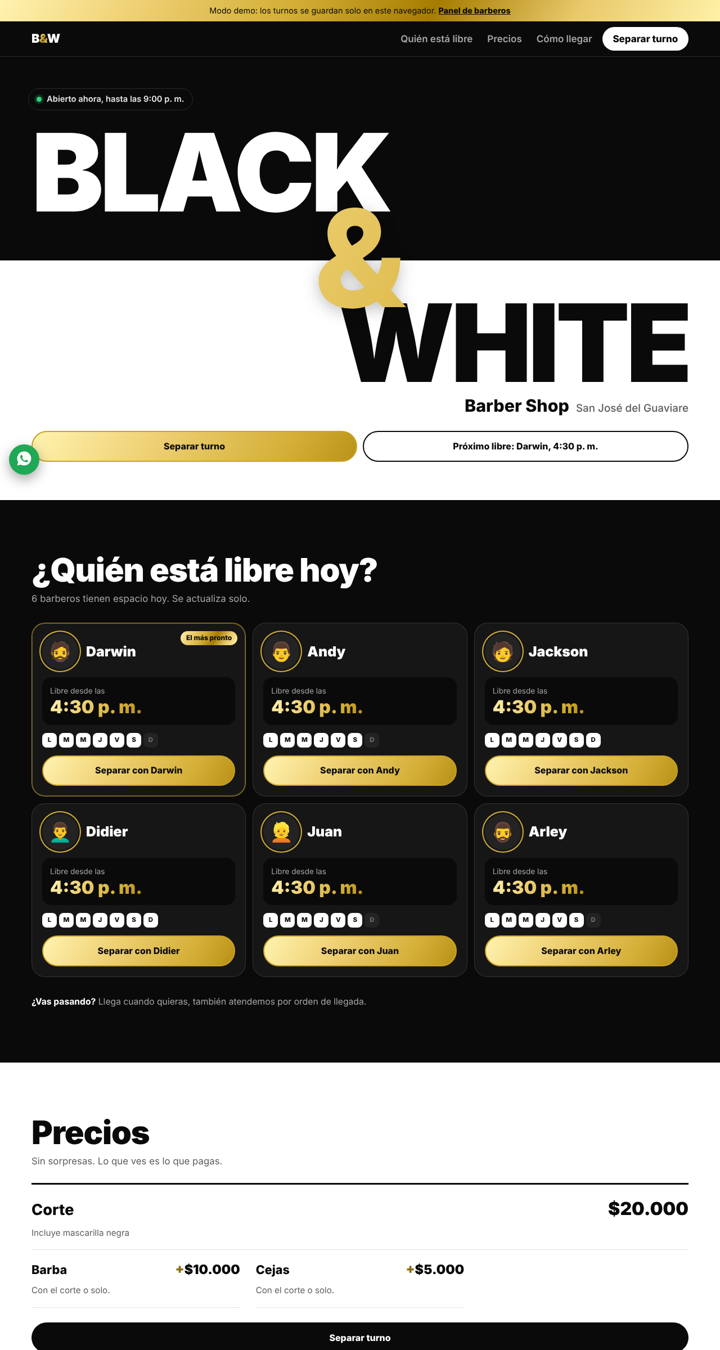 Modo demo: los turnos se guardan solo en este navegador. Panel de barberos
B&W
Quién está libre
Precios
Cómo llegar
Separar turno
Abierto ahora, hasta las 9:00 p. m.
BLACK
&
WHITE
Barber Shop San José del Guaviare
Separar turno
Próximo libre: Darwin, 4:30 p. m.
¿Quién está libre hoy?
6 barberos tienen espacio hoy. Se actualiza solo.
El más pronto
Darwin
Libre desde las
4:30 p. m.
L M M J V S D
Separar con Darwin
Andy
Libre desde las
4:30 p. m.
L M M J V S D
Separar con Andy
Jackson
Libre desde las
4:30 p. m.
L M M J V S D
Separar con Jackson
Didier
Libre desde las
4:30 p. m.
L M M J V S D
Separar con Didier
Juan
Libre desde las
4:30 p. m.
L M M J V S D
Separar con Juan
Arley
Libre desde las
4:30 p. m.
L M M J V S D
Separar con Arley
¿Vas pasando? Llega cuando quieras, también atendemos por orden de llegada.
Precios
Sin sorpresas. Lo que ves es lo que pagas.
Corte $20.000
Incluye mascarilla negra
Barba +$10.000
Con el corte o solo.
Cejas +$5.000
Con el corte o solo.
Separar turno